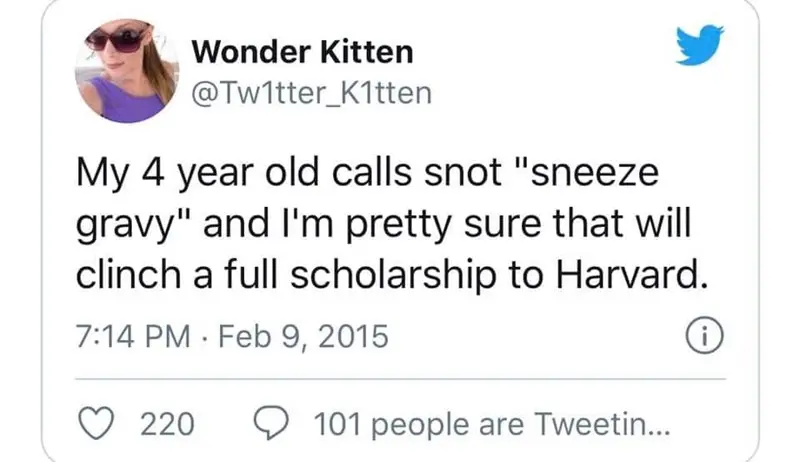 Wonder Kitten
@Tw1tter_K1tten
My 4 year old calls snot "sneeze
gravy" and I'm pretty sure that will
clinch a full scholarship to Harvard.
7:14 PM · Feb 9, 2015
220 101 people are Tweetin...